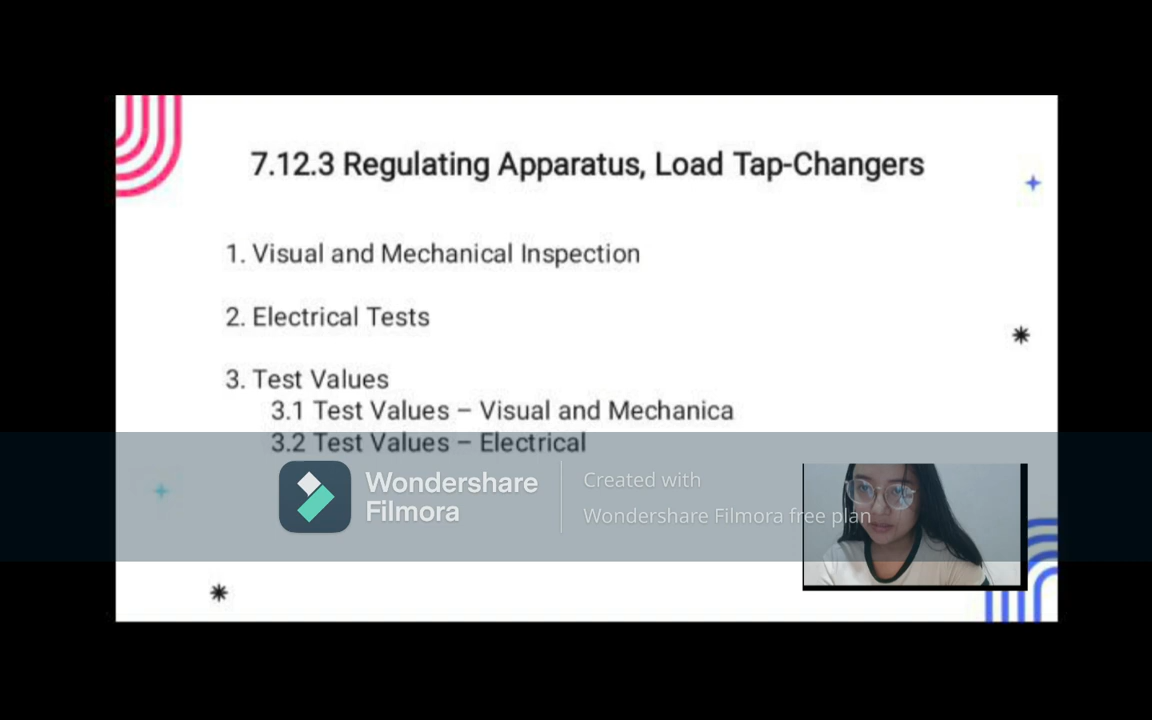 7.12.3 Regulating Apparatus, Load Tap-Changers
1. Visual and Mechanical Inspection
2. Electrical Tests
3. Test Values
3.1 Test Values – Visual and Mechanica
3.2 Test Values – Electrical
Wondershare
Filmora
Created with
Wondershare Filmora free plan